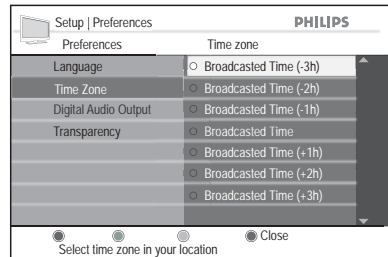 Setup | Preferences PHILIPS
Preferences Time zone
Language Broadcasted Time (-3h)
Time Zone Broadcasted Time (-2h)
Digital Audio Output Broadcasted Time (-1h)
Transparency Broadcasted Time
Broadcasted Time (+1h)
Broadcasted Time (+2h)
Broadcasted Time (+3h)
Close
Select time zone in your location